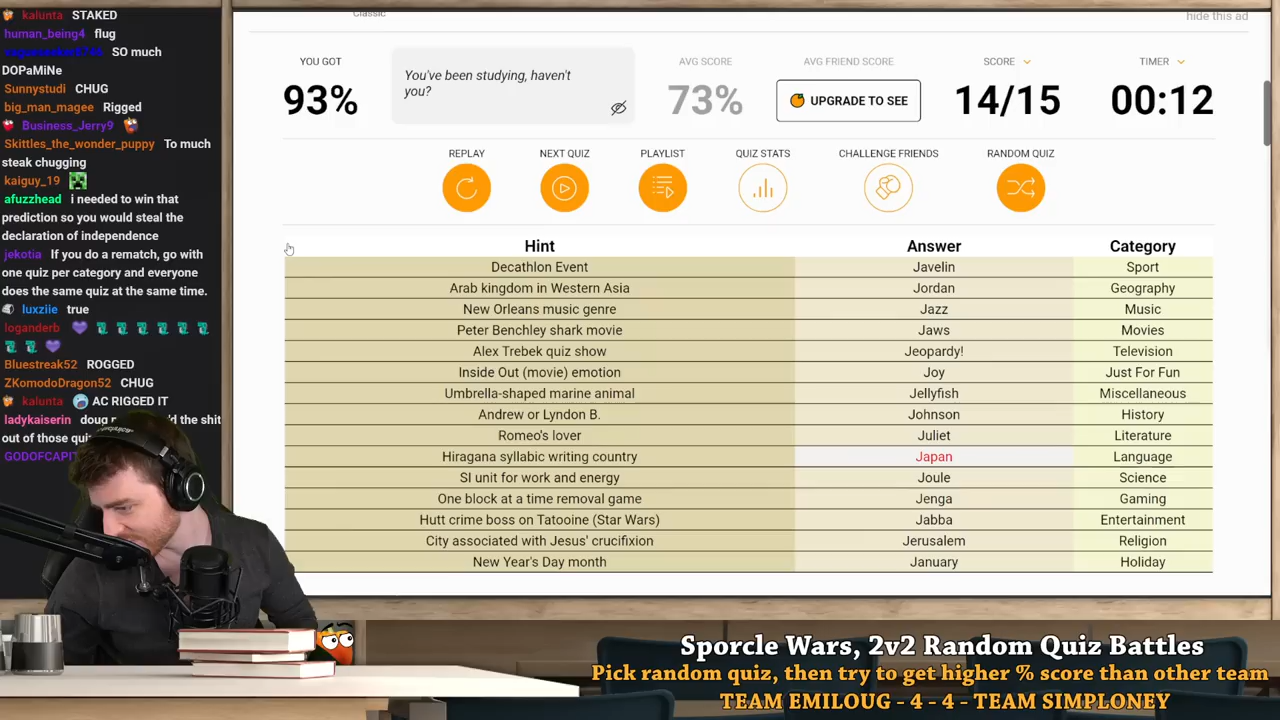 kalunta STAKED
human_being4 flug
SO much
DOPaMiNe
Sunnystudi CHUG
big_man_magee Rigged
Business_Jerry9
Skittles_the_wonder_puppy To much
steak chugging
kaiguy_19
afuzzhead i needed to win that
prediction so you would steal the
declaration of independence
jekotia If you do a rematch, go with
one quiz per category and everyone
does the same quiz at the same time.
luxziie true
loganderb
Bluestreak52 ROGGED
ZKomodoDragon52 CHUG
kalunta AC RIGGED IT
ladykaiserin doug d the shit
out of those qui
GODOFCAPIT
Classic
hide this ad
YOU GOT
93%
You've been studying, haven't
you?
AVG SCORE
73%
AVG FRIEND SCORE
UPGRADE TO SEE
SCORE
14/15
TIMER
00:12
REPLAY
NEXT QUIZ
PLAYLIST
QUIZ STATS
CHALLENGE FRIENDS
RANDOM QUIZ
Hint Answer Category
Decathlon Event Javelin Sport
Arab kingdom in Western Asia Jordan Geography
New Orleans music genre Jazz Music
Peter Benchley shark movie Jaws Movies
Alex Trebek quiz show Jeopardy! Television
Inside Out (movie) emotion Joy Just For Fun
Umbrella-shaped marine animal Jellyfish Miscellaneous
Andrew or Lyndon B. Johnson History
Romeo's lover Juliet Literature
Hiragana syllabic writing country Japan Language
SI unit for work and energy Joule Science
One block at a time removal game Jenga Gaming
Hutt crime boss on Tatooine (Star Wars) Jabba Entertainment
City associated with Jesus' crucifixion Jerusalem Religion
New Year's Day month January Holiday
Sporcle Wars, 2v2 Random Quiz Battles
Pick random quiz, then try to get higher % score than other team
TEAM EMILOUG - 4 - 4 - TEAM SIMPLONEY